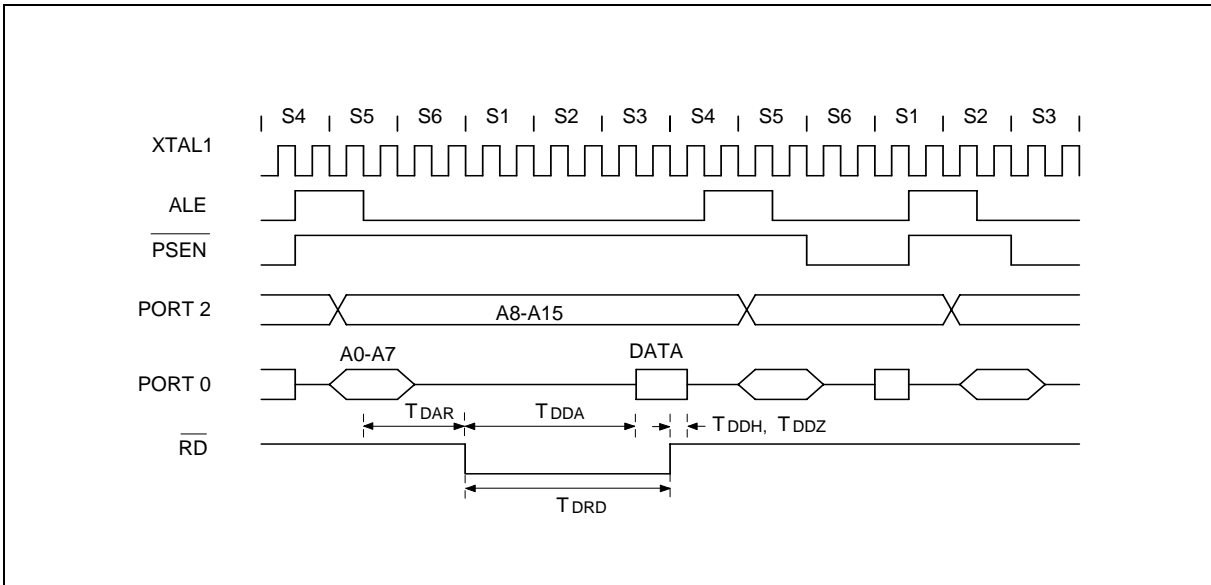 S4 S5 S6 S1 S2 S3 S4 S5 S6 S1 S2 S3
XTAL1
ALE
PSEN
PORT 2
A8-A15
A0-A7
DATA
PORT 0
TDAR
TDDA
TDDH, TDDZ
RD
TDRD